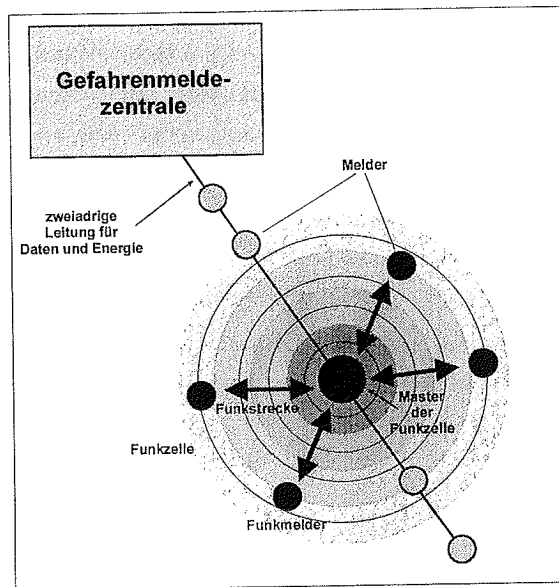 Gefahrenmelde-
zentrale
Melder
zweiadrige
Leitung für
Daten und Energie
Funkstrecke
Master
der
Funkzelle
Funkzelle
Funkmelder